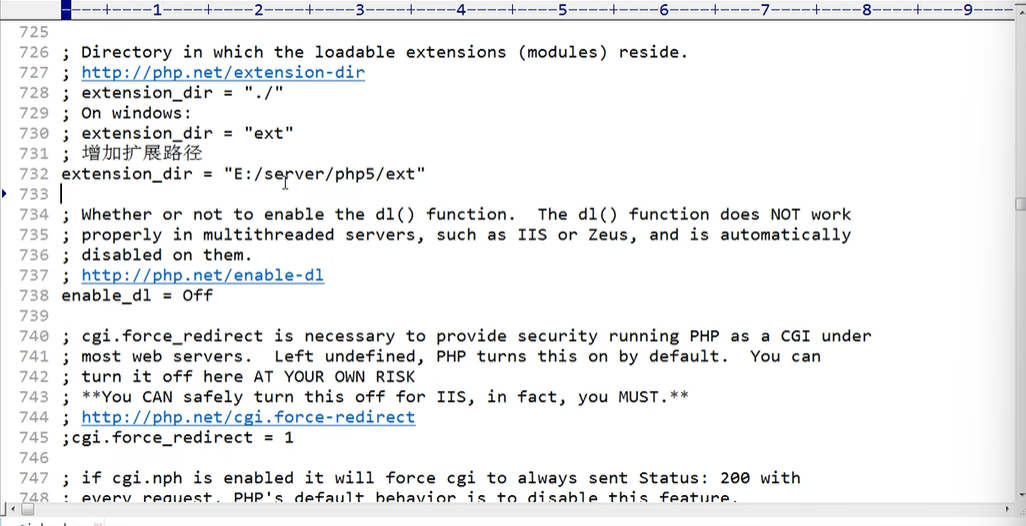 ----+----1----+----2----+----3----+----4----+----5----+----6----+----7----+----8----+----9----
725
726 ; Directory in which the loadable extensions (modules) reside.
727 ; http://php.net/extension-dir
728 ; extension_dir = "./"
729 ; On windows:
730 ; extension_dir = "ext"
731 ; 增加扩展路径
732 extension_dir = "E:/server/php5/ext"
733
734 ; Whether or not to enable the dl() function.  The dl() function does NOT work
735 ; properly in multithreaded servers, such as IIS or Zeus, and is automatically
736 ; disabled on them.
737 ; http://php.net/enable-dl
738 enable_dl = Off
739
740 ; cgi.force_redirect is necessary to provide security running PHP as a CGI under
741 ; most web servers.  Left undefined, PHP turns this on by default.  You can
742 ; turn it off here AT YOUR OWN RISK
743 ; **You CAN safely turn this off for IIS, in fact, you MUST.**
744 ; http://php.net/cgi.force-redirect
745 ;cgi.force_redirect = 1
746
747 ; if cgi.nph is enabled it will force cgi to always sent Status: 200 with
748 ; every request. PHP's default behavior is to disable this feature.